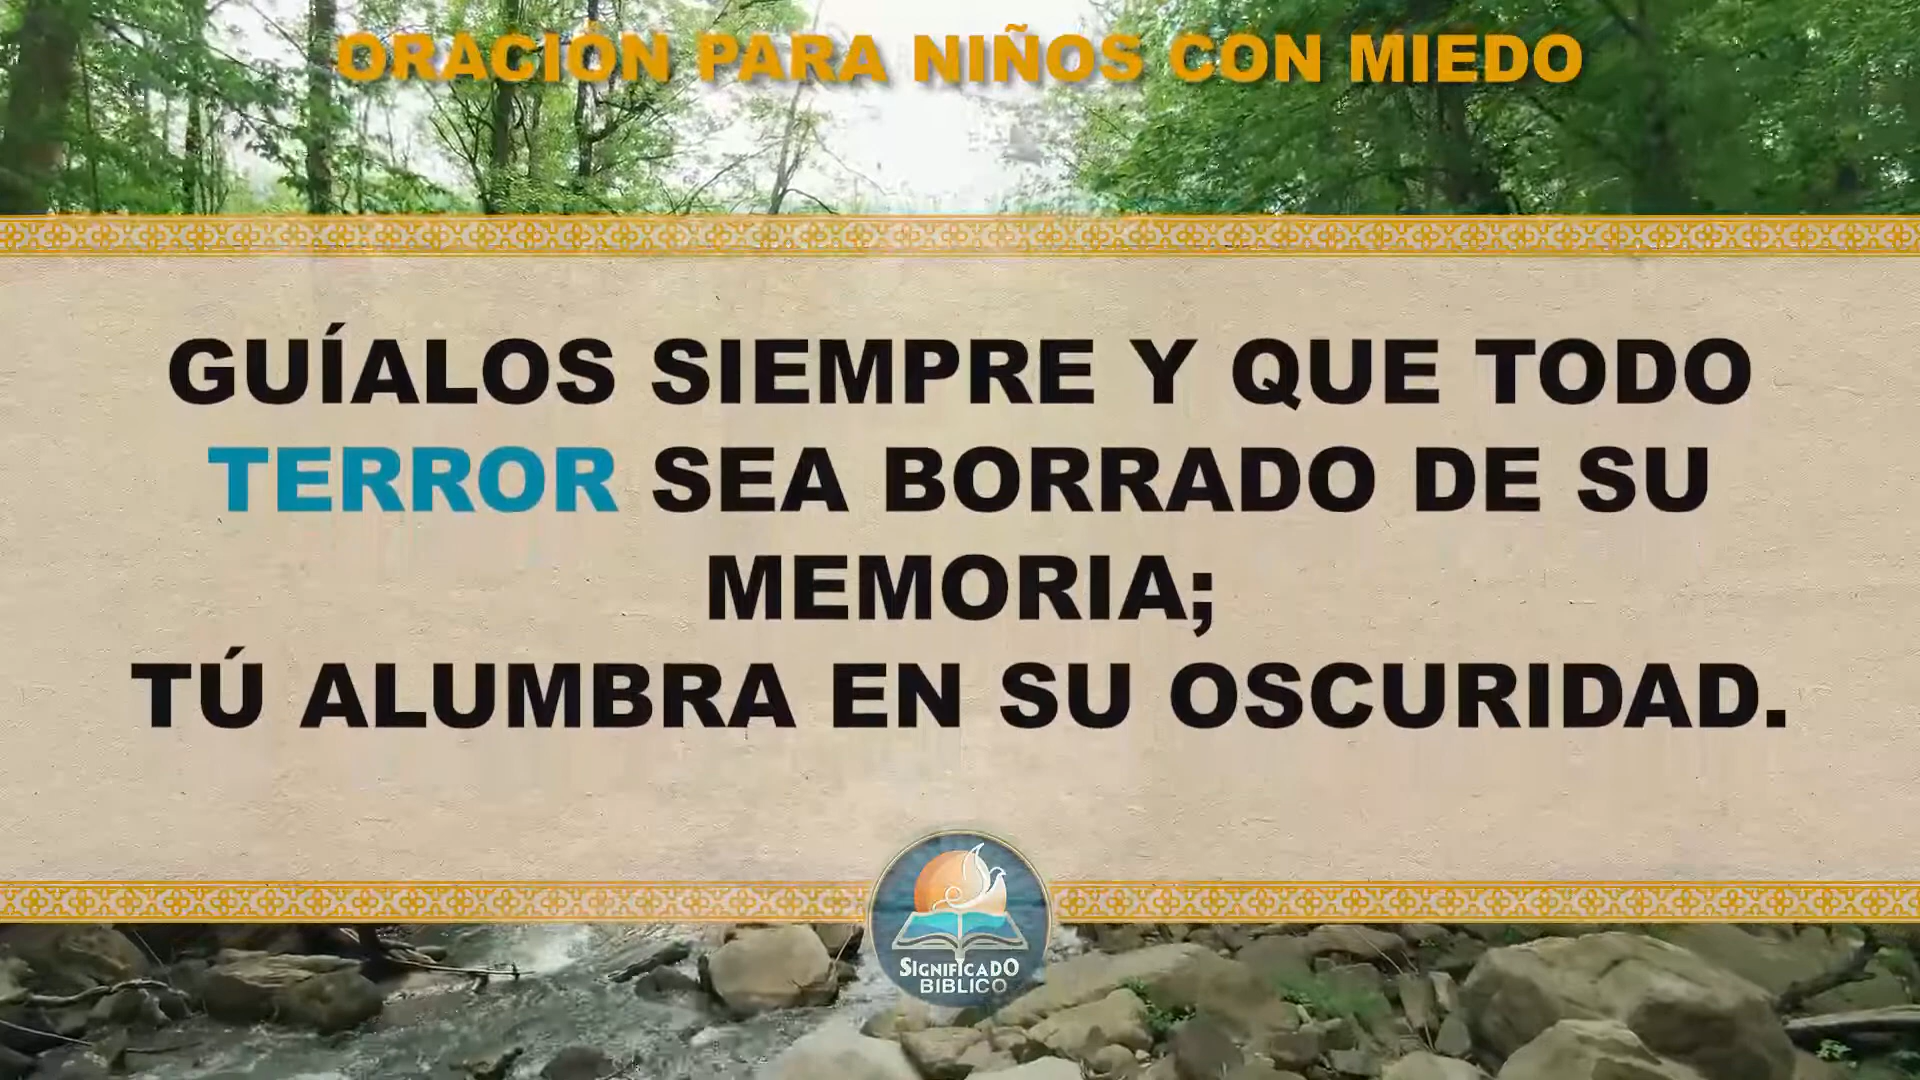 ORACIÓN PARA NIÑOS CON MIEDO
GUÍALOS SIEMPRE Y QUE TODO
TERROR SEA BORRADO DE SU
MEMORIA;
TÚ ALUMBRA EN SU OSCURIDAD.
SIGNIFICADO
BIBLICO